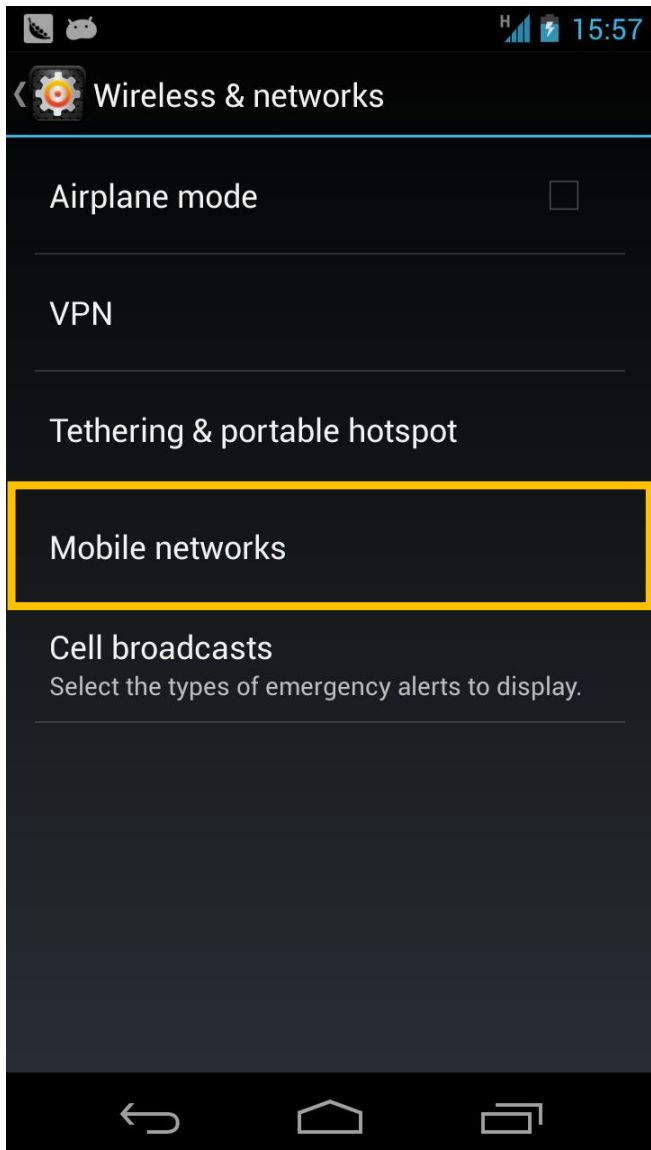 H 15:57
Wireless & networks
Airplane mode
VPN
Tethering & portable hotspot
Mobile networks
Cell broadcasts
Select the types of emergency alerts to display.